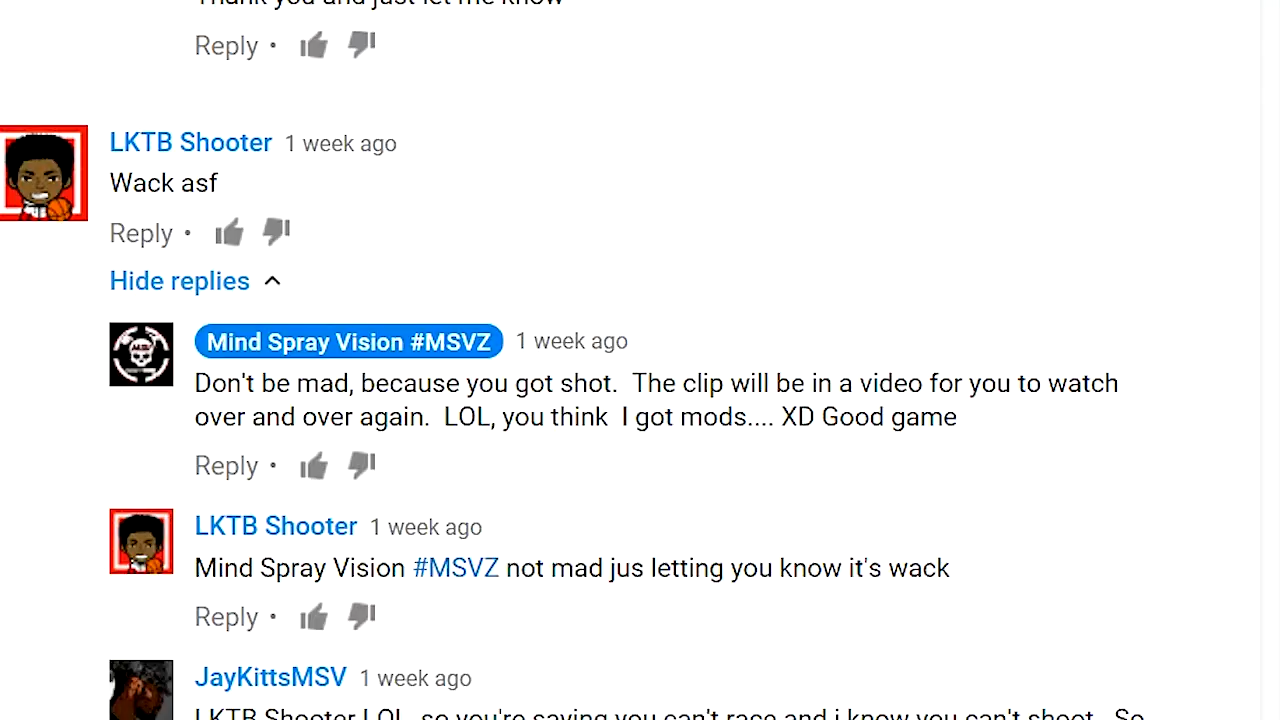 Thank you and just let me know
Reply •
LKTB Shooter 1 week ago
Wack asf
Reply •
Hide replies
Mind Spray Vision #MSVZ 1 week ago
Don't be mad, because you got shot.  The clip will be in a video for you to watch
over and over again.  LOL, you think  I got mods.... XD Good game
Reply •
LKTB Shooter 1 week ago
Mind Spray Vision #MSVZ not mad jus letting you know it's wack
Reply •
JayKittsMSV 1 week ago
LKTB Shooter LOL, so you're saying you can't race and i know you can't shoot.  So